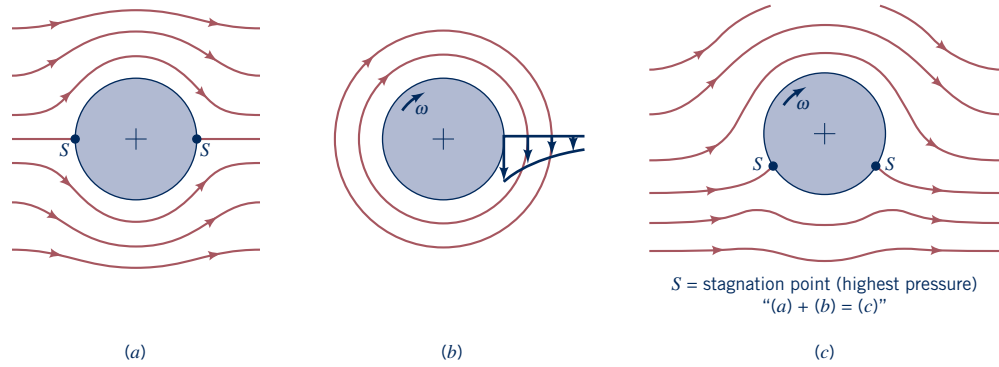 S
S
ω
ω
S
S
S = stagnation point (highest pressure)
“(a) + (b) = (c)”
(a)
(b)
(c)